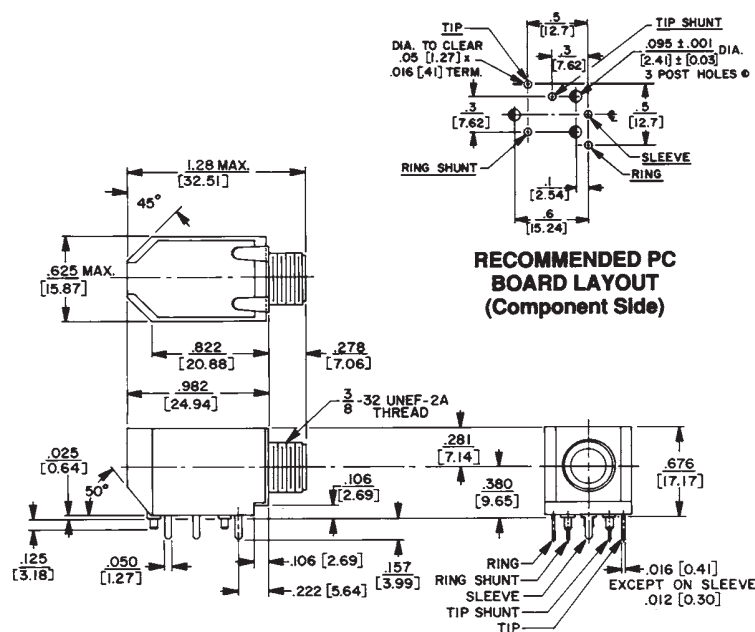 .5
[12.7]
TIP
TIP SHUNT
DIA. TO CLEAR
.05 [1.27] x
.016 [41] TERM.
.3
[7.62]
.095 ±.001
[2.41] ± [0.03] DIA.
3 POST HOLES
.3
[7.62]
.5
[12.7]
SLEEVE
RING
RING SHUNT
.1
[2.54]
.6
[15.24]
RECOMMENDED PC
BOARD LAYOUT
(Component Side)
1.28 MAX.
[32.51]
45°
.625 MAX.
[15.87]
.822
[20.88]
.278
[7.06]
.982
[24.94]
3/8 -32 UNEF-2A
THREAD
.281
[7.14]
.025
[0.64]
50°
.106
[2.69]
.380
[9.65]
.676
[17.17]
.125
[3.18]
.050
[1.27]
.106 [2.69]
.157
[3.99]
.222 [5.64]
RING
RING SHUNT
SLEEVE
TIP SHUNT
TIP
.016 [0.41]
EXCEPT ON SLEEVE
.012 [0.30]